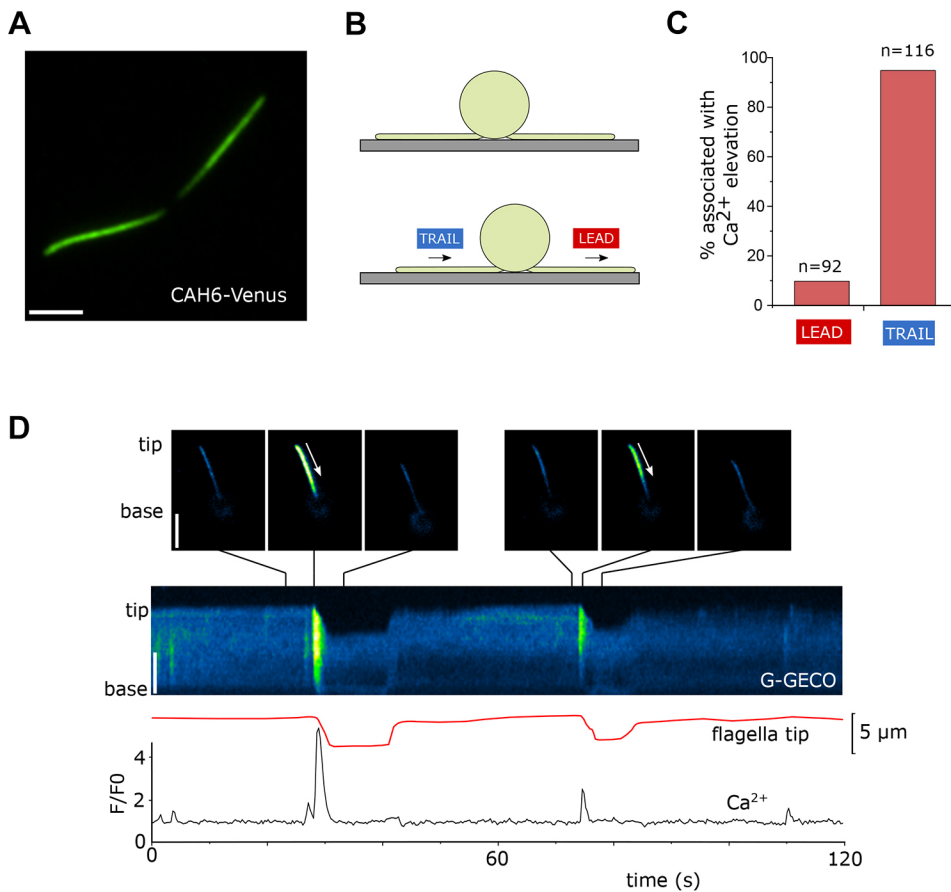 A
CAH6-Venus
B
TRAIL
LEAD
C
% associated with
Ca²⁺ elevation
100
80
60
40
20
0
n=92
n=116
LEAD
TRAIL
D
tip
base
tip
base
G-GECO
flagella tip
5 µm
F/F0
4
2
0
Ca²⁺
0
60
120
time (s)